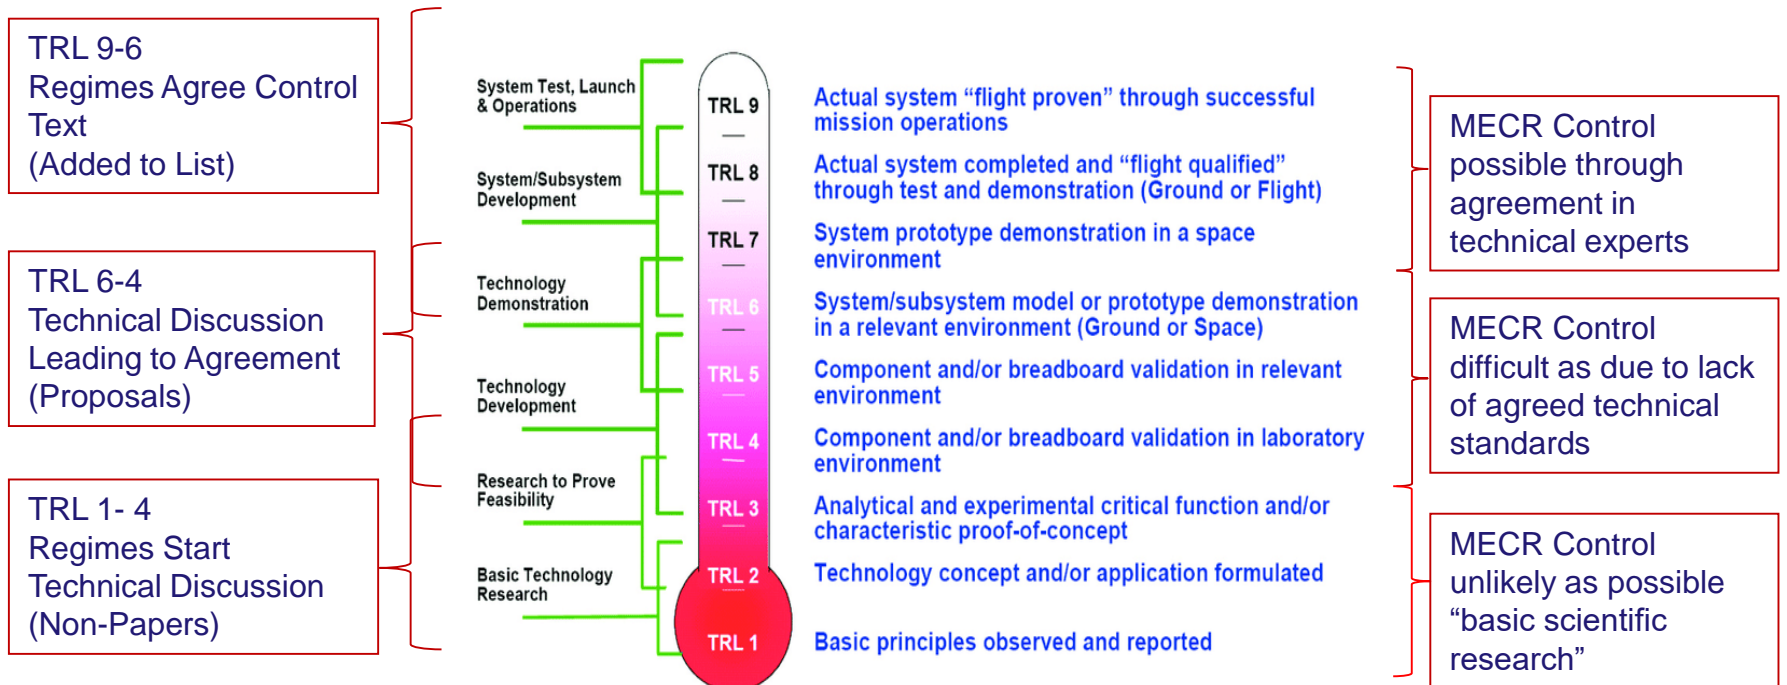 TRL 9-6
Regimes Agree Control
Text
(Added to List)
TRL 6-4
Technical Discussion
Leading to Agreement
(Proposals)
TRL 1- 4
Regimes Start
Technical Discussion
(Non-Papers)
System Test, Launch
& Operations
System/Subsystem
Development
Technology
Demonstration
Technology
Development
Research to Prove
Feasibility
Basic Technology
Research
TRL 9
TRL 8
TRL 7
TRL 6
TRL 5
TRL 4
TRL 3
TRL 2
TRL 1
Actual system “flight proven” through successful
mission operations
Actual system completed and “flight qualified”
through test and demonstration (Ground or Flight)
System prototype demonstration in a space
environment
System/subsystem model or prototype demonstration
in a relevant environment (Ground or Space)
Component and/or breadboard validation in relevant
environment
Component and/or breadboard validation in laboratory
environment
Analytical and experimental critical function and/or
characteristic proof-of-concept
Technology concept and/or application formulated
Basic principles observed and reported
MECR Control
possible through
agreement in
technical experts
MECR Control
difficult as due to lack
of agreed technical
standards
MECR Control
unlikely as possible
“basic scientific
research”